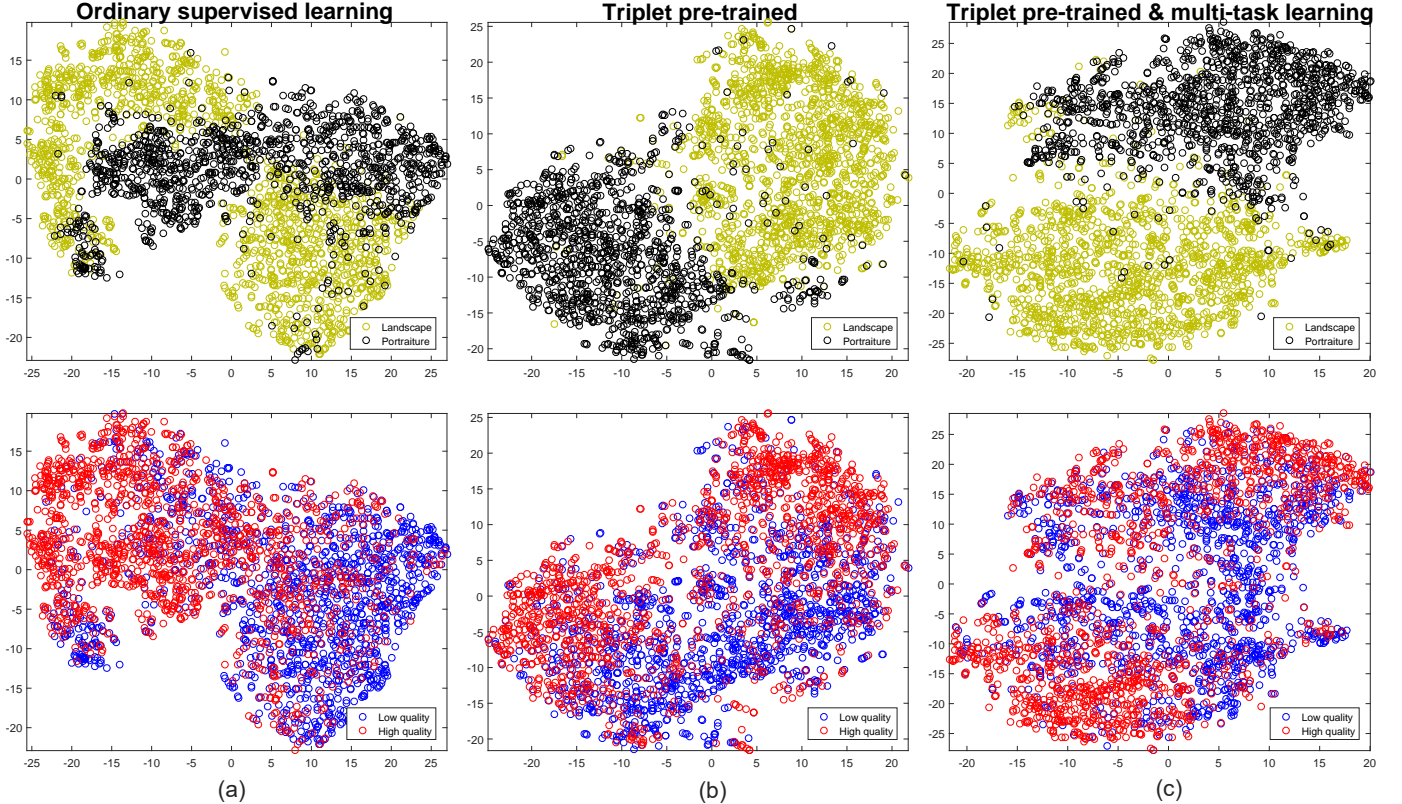 Ordinary supervised learning
Triplet pre-trained
Triplet pre-trained & multi-task learning
15
10
5
0
-5
-10
-15
-20
-25 -20 -15 -10 -5 0 5 10 15 20 25
Landscape
Portraiture
25
20
15
10
5
0
-5
-10
-15
-20
-20 -15 -10 -5 0 5 10 15 20
Landscape
Portraiture
25
20
15
10
5
0
-5
-10
-15
-20
-25
-20 -15 -10 -5 0 5 10 15 20
Landscape
Portraiture
15
10
5
0
-5
-10
-15
-20
-25 -20 -15 -10 -5 0 5 10 15 20 25
Low quality
High quality
(a)
25
20
15
10
5
0
-5
-10
-15
-20
-20 -15 -10 -5 0 5 10 15 20
Low quality
High quality
(b)
25
20
15
10
5
0
-5
-10
-15
-20
-25
-20 -15 -10 -5 0 5 10 15 20
Low quality
High quality
(c)